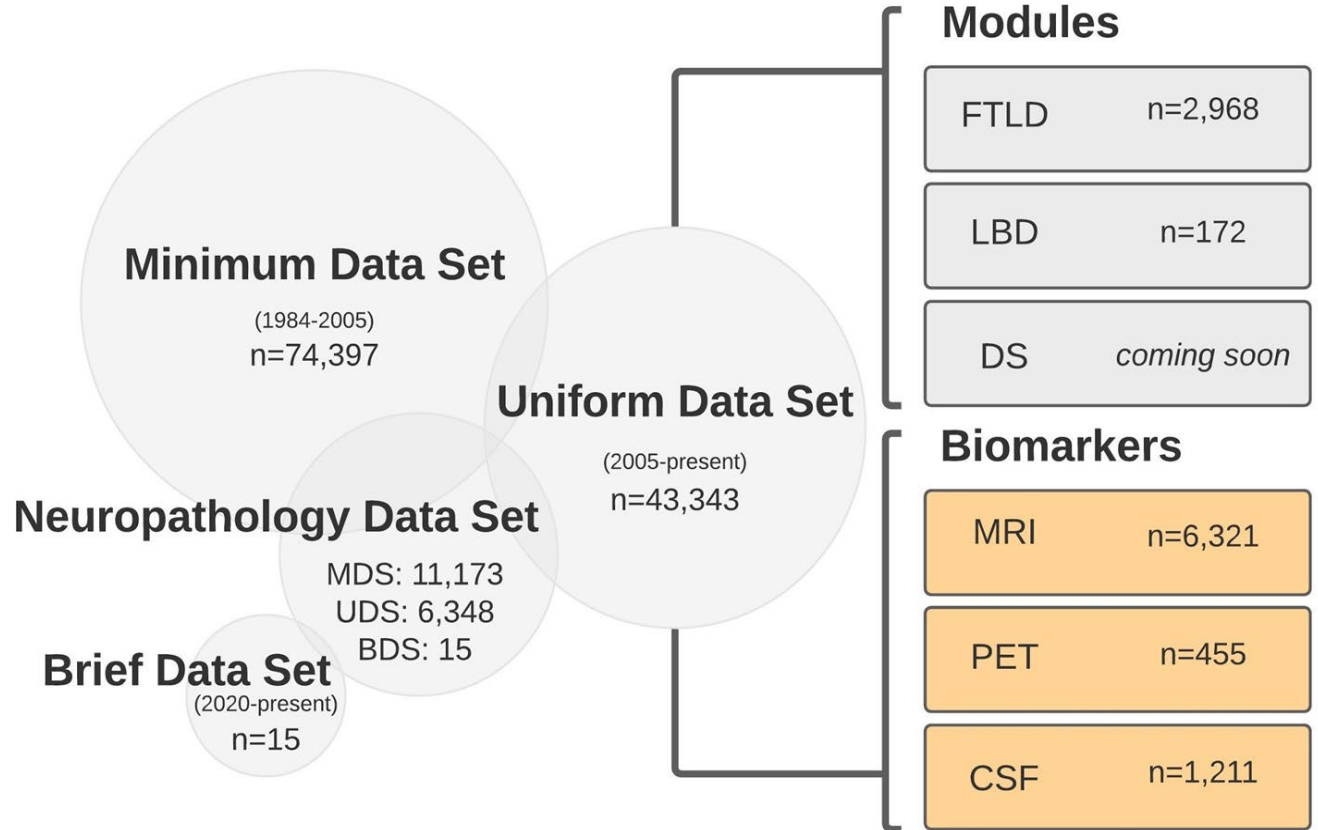 Minimum Data Set
(1984-2005)
n=74,397
Uniform Data Set
(2005-present)
n=43,343
Neuropathology Data Set
MDS: 11,173
UDS: 6,348
BDS: 15
Brief Data Set
(2020-present)
n=15
Modules
FTLD n=2,968
LBD n=172
DS coming soon
Biomarkers
MRI n=6,321
PET n=455
CSF n=1,211